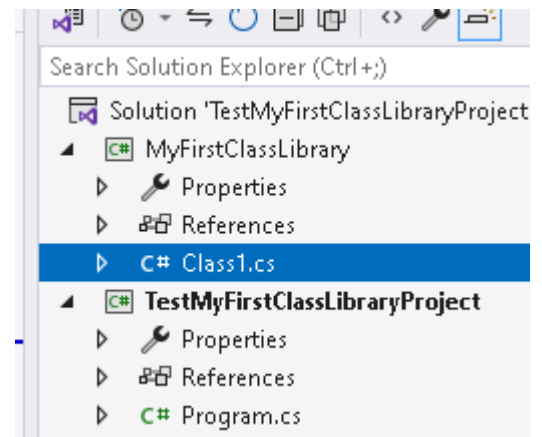 Search Solution Explorer (Ctrl+;)
Solution 'TestMyFirstClassLibraryProject
C# MyFirstClassLibrary
Properties
References
C# Class1.cs
C# TestMyFirstClassLibraryProject
Properties
References
C# Program.cs